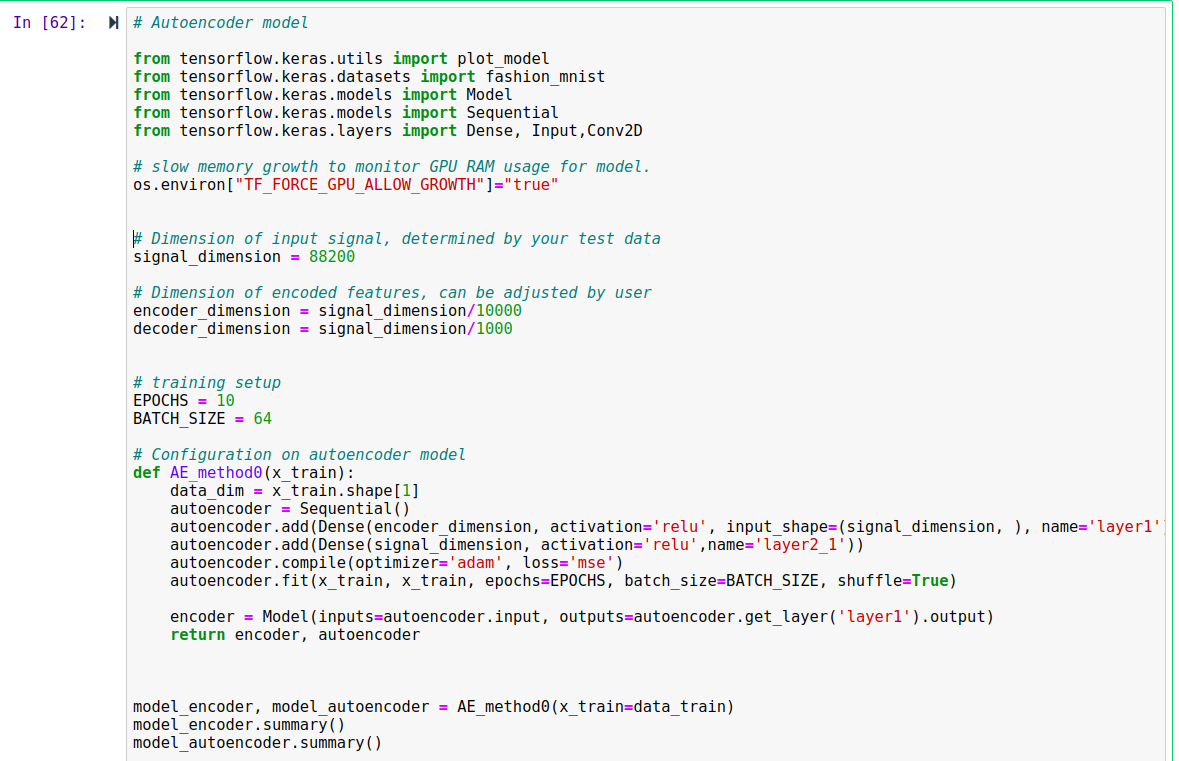 In [62]:
# Autoencoder model

from tensorflow.keras.utils import plot_model
from tensorflow.keras.datasets import fashion_mnist
from tensorflow.keras.models import Model
from tensorflow.keras.models import Sequential
from tensorflow.keras.layers import Dense, Input,Conv2D

# slow memory growth to monitor GPU RAM usage for model.
os.environ["TF_FORCE_GPU_ALLOW_GROWTH"]="true"


# Dimension of input signal, determined by your test data
signal_dimension = 88200

# Dimension of encoded features, can be adjusted by user
encoder_dimension = signal_dimension/10000
decoder_dimension = signal_dimension/1000


# training setup
EPOCHS = 10
BATCH_SIZE = 64

# Configuration on autoencoder model
def AE_method0(x_train):
    data_dim = x_train.shape[1]
    autoencoder = Sequential()
    autoencoder.add(Dense(encoder_dimension, activation='relu', input_shape=(signal_dimension, ), name='layer1'
    autoencoder.add(Dense(signal_dimension, activation='relu',name='layer2_1'))
    autoencoder.compile(optimizer='adam', loss='mse')
    autoencoder.fit(x_train, x_train, epochs=EPOCHS, batch_size=BATCH_SIZE, shuffle=True)

    encoder = Model(inputs=autoencoder.input, outputs=autoencoder.get_layer('layer1').output)
    return encoder, autoencoder



model_encoder, model_autoencoder = AE_method0(x_train=data_train)
model_encoder.summary()
model_autoencoder.summary()